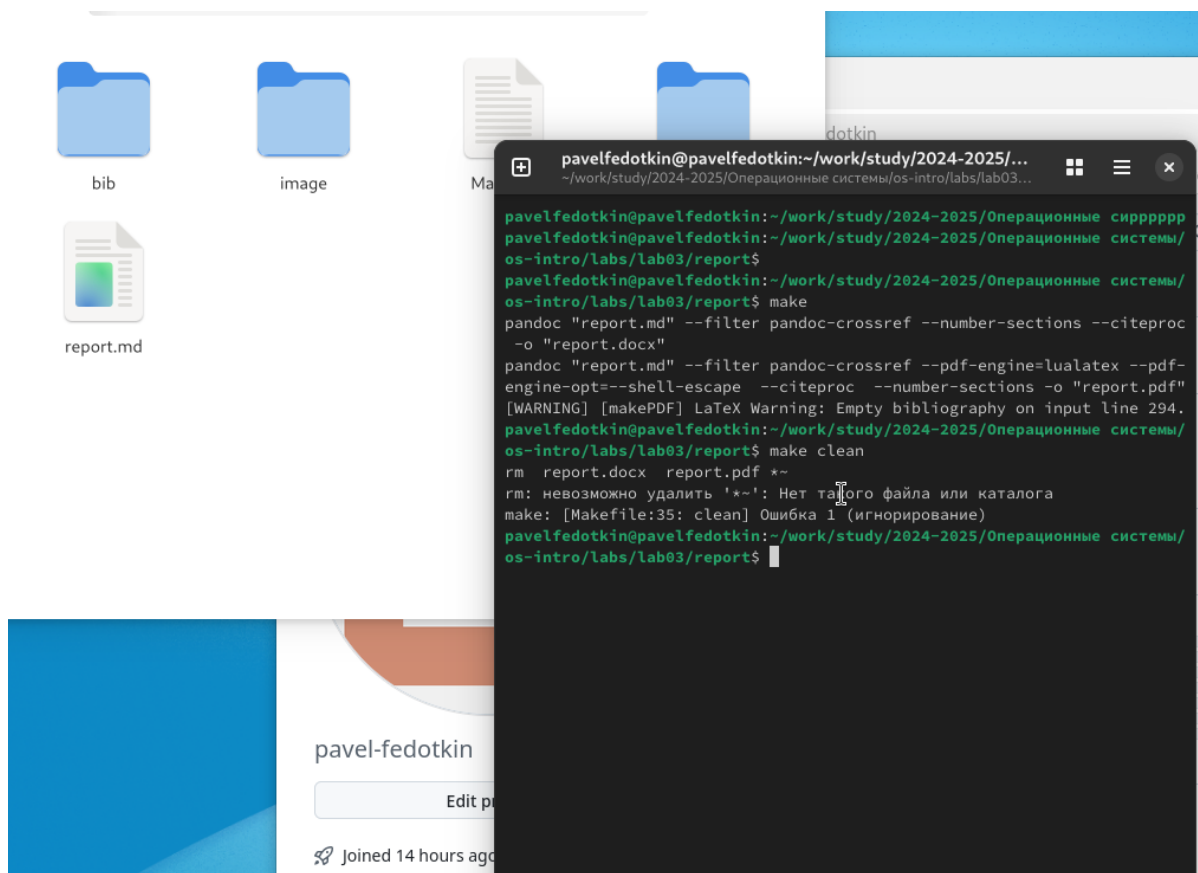 bib
image
Ma
report.md
dotkin
pavelfedotkin@pavelfedotkin:~/work/study/2024-2025/...
~/work/study/2024-2025/Операционные системы/os-intro/labs/lab03...
pavelfedotkin@pavelfedotkin:~/work/study/2024-2025/Операционные сирррррр
pavelfedotkin@pavelfedotkin:~/work/study/2024-2025/Операционные системы/
os-intro/labs/lab03/report$
pavelfedotkin@pavelfedotkin:~/work/study/2024-2025/Операционные системы/
os-intro/labs/lab03/report$ make
pandoc "report.md" --filter pandoc-crossref --number-sections --citeproc
-o "report.docx"
pandoc "report.md" --filter pandoc-crossref --pdf-engine=lualatex --pdf-
engine-opt=--shell-escape  --citeproc  --number-sections -o "report.pdf"
[WARNING] [makePDF] LaTeX Warning: Empty bibliography on input line 294.
pavelfedotkin@pavelfedotkin:~/work/study/2024-2025/Операционные системы/
os-intro/labs/lab03/report$ make clean
rm  report.docx  report.pdf *~
rm: невозможно удалить '*~': Нет такого файла или каталога
make: [Makefile:35: clean] Ошибка 1 (игнорирование)
pavelfedotkin@pavelfedotkin:~/work/study/2024-2025/Операционные системы/
os-intro/labs/lab03/report$
pavel-fedotkin
Edit p
Joined 14 hours ago